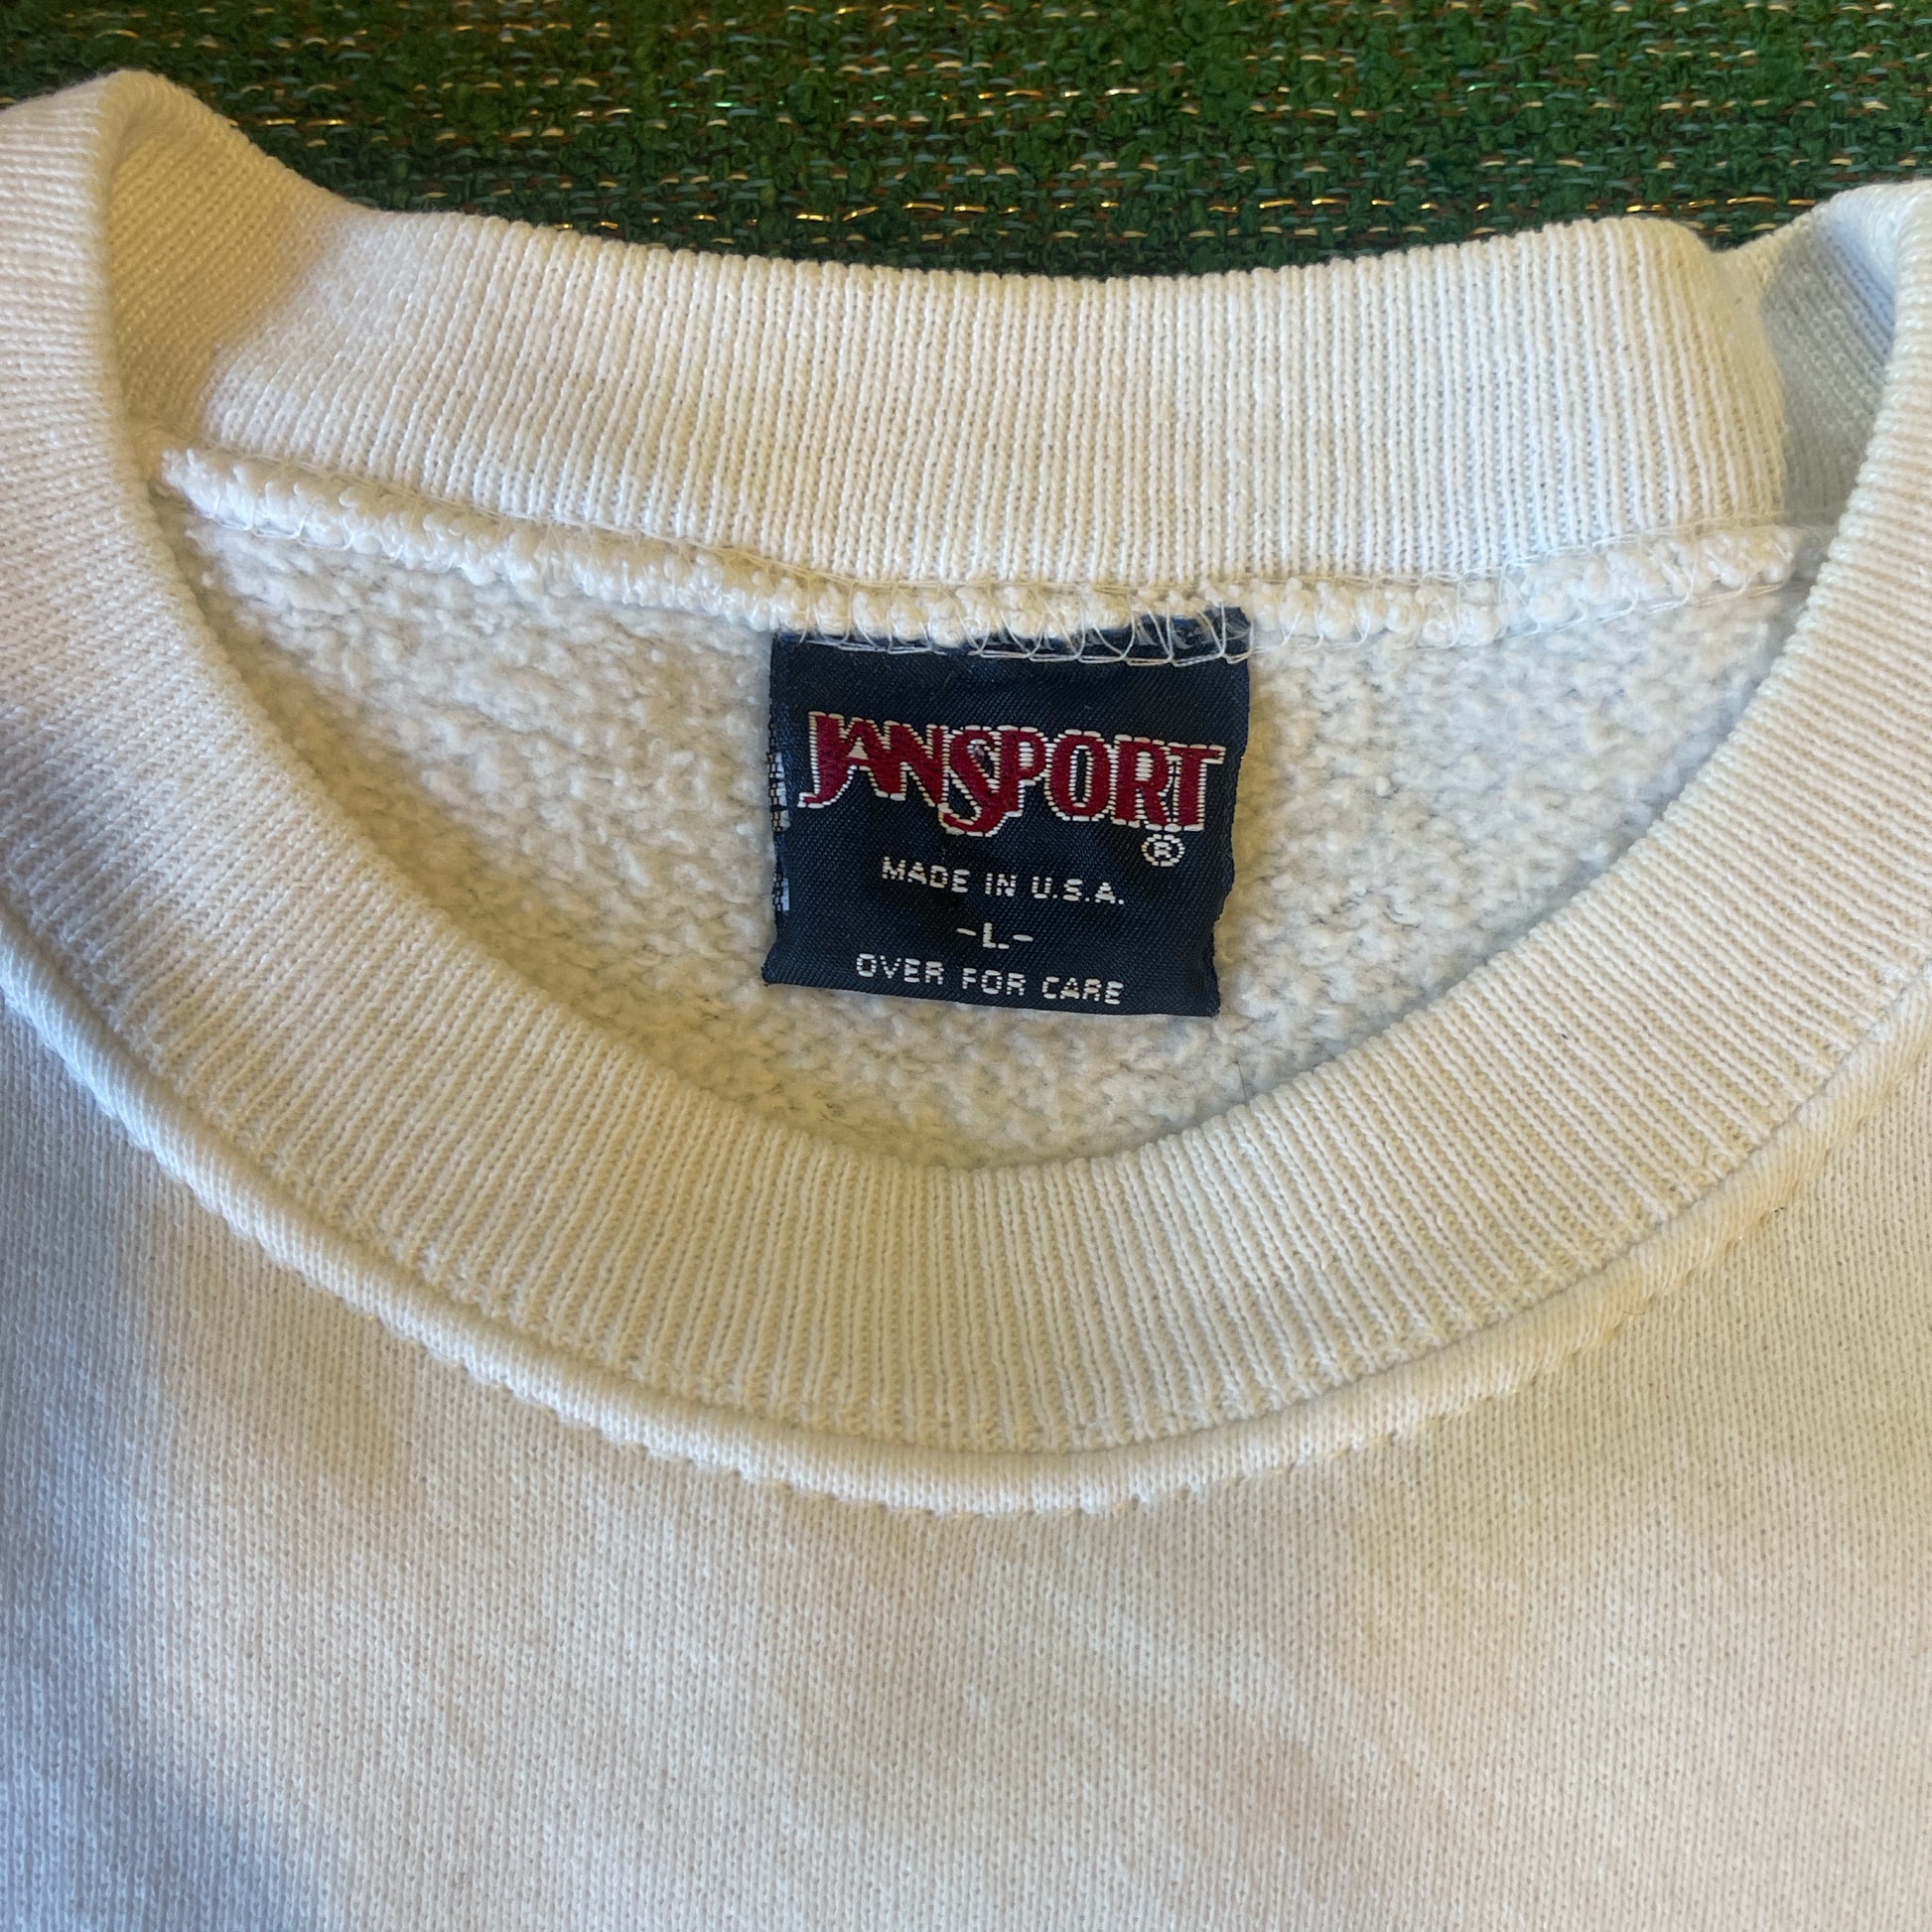 JANSPORT
®
MADE IN U.S.A.
-L-
OVER FOR CARE